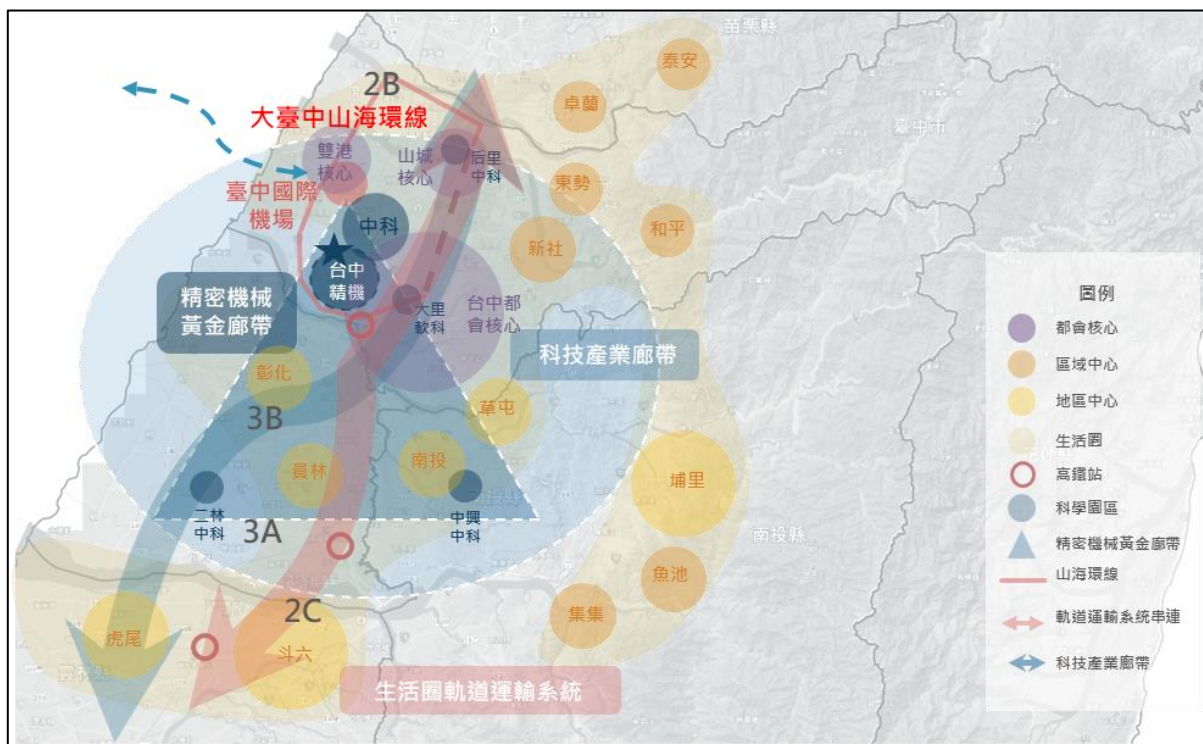 苗栗縣
泰安
2B
卓蘭
大臺中山海環線
臺中市
雙港
核心
山城
核心
后里
中科
東勢
臺中國際
機場
中科
和平
新社
台中
精機
精密機械
黃金廊帶
大里
軟科
台中都
會核心
科技產業廊帶
彰化
草屯
3B
員林
南投
埔里
二林
中科
中興
中科
3A
南投縣
魚池
2C
集集
虎尾
斗六
生活圈軌道運輸系統
圖例
都會核心
區域中心
地區中心
生活圈
高鐵站
科學園區
精密機械黃金廊帶
山海環線
軌道運輸系統串連
科技產業廊帶